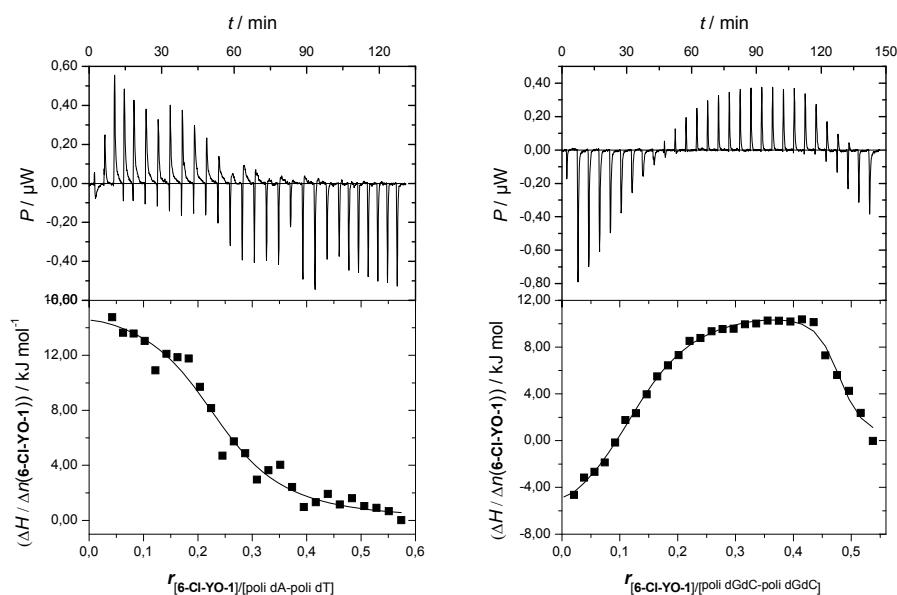 t / min
0 30 60 90 120
0,60
0,40
0,20
0,00
-0,20
-0,40
P / µW
16,00
12,00
8,00
4,00
0,00
(ΔH / Δn(6-Cl-YO-1)) / kJ mol-1
0,0 0,1 0,2 0,3 0,4 0,5 0,6
r[6-Cl-YO-1]/[poli dA-poli dT]
t / min
0 30 60 90 120 150
0,40
0,20
0,00
-0,20
-0,40
-0,60
-0,80
P / µW
12,00
8,00
4,00
0,00
-4,00
-8,00
(ΔH / Δn(6-Cl-YO-1)) / kJ mol
0,0 0,1 0,2 0,3 0,4 0,5
r[6-Cl-YO-1]/[poli dGdC-poli dGdC]